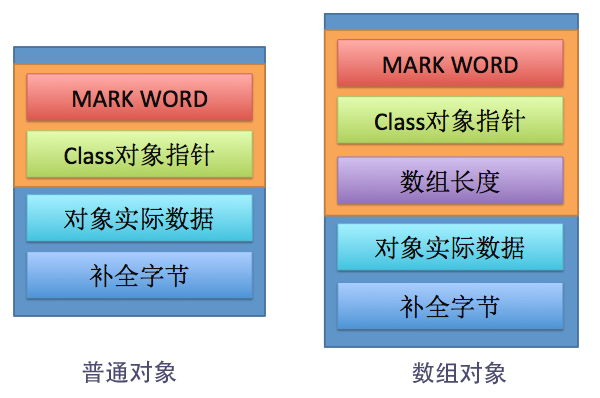 MARK WORD
Class对象指针
对象实际数据
补全字节
普通对象
MARK WORD
Class对象指针
数组长度
对象实际数据
补全字节
数组对象